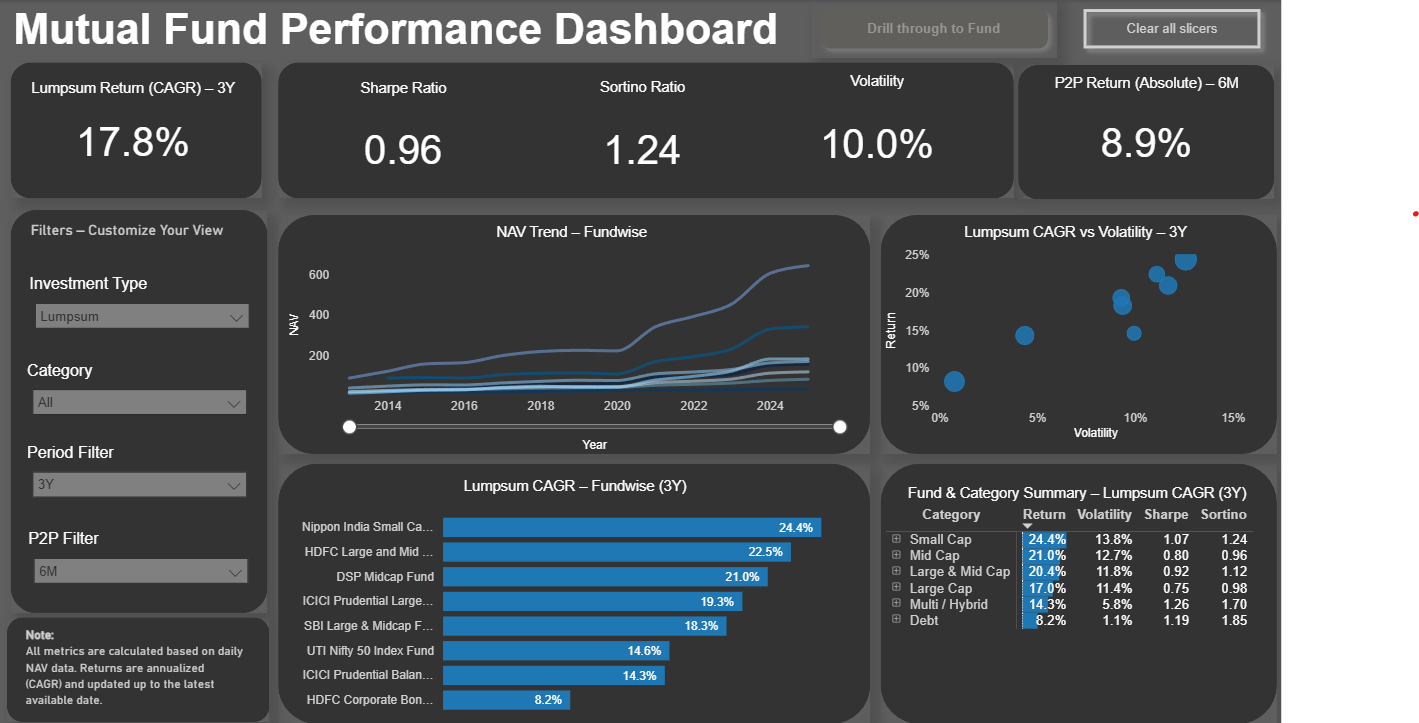 Mutual Fund Performance Dashboard
Drill through to Fund
Clear all slicers
Lumpsum Return (CAGR) – 3Y
17.8%
Sharpe Ratio
0.96
Sortino Ratio
1.24
Volatility
10.0%
P2P Return (Absolute) – 6M
8.9%
Filters – Customize Your View
Investment Type
Lumpsum
Category
All
Period Filter
3Y
P2P Filter
6M
Note:
All metrics are calculated based on daily
NAV data. Returns are annualized
(CAGR) and updated up to the latest
available date.
NAV Trend – Fundwise
NAV
600
400
200
2014 2016 2018 2020 2022 2024
Year
Lumpsum CAGR vs Volatility – 3Y
Return
25%
20%
15%
10%
5%
0% 5% 10% 15%
Volatility
Lumpsum CAGR – Fundwise (3Y)
Nippon India Small Ca... 24.4%
HDFC Large and Mid ... 22.5%
DSP Midcap Fund 21.0%
ICICI Prudential Large... 19.3%
SBI Large & Midcap F... 18.3%
UTI Nifty 50 Index Fund 14.6%
ICICI Prudential Balan... 14.3%
HDFC Corporate Bon... 8.2%
Fund & Category Summary – Lumpsum CAGR (3Y)
Category Return Volatility Sharpe Sortino
Small Cap 24.4% 13.8% 1.07 1.24
Mid Cap 21.0% 12.7% 0.80 0.96
Large & Mid Cap 20.4% 11.8% 0.92 1.12
Large Cap 17.0% 11.4% 0.75 0.98
Multi / Hybrid 14.3% 5.8% 1.26 1.70
Debt 8.2% 1.1% 1.19 1.85